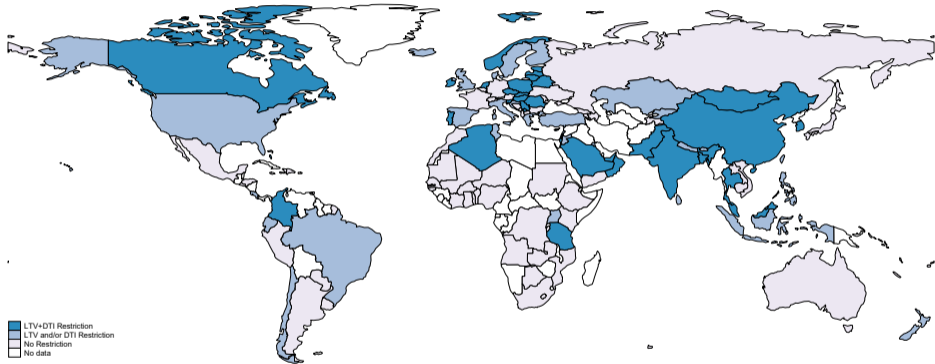 LTV+DTI Restriction
LTV and/or DTI Restriction
No Restriction
No data